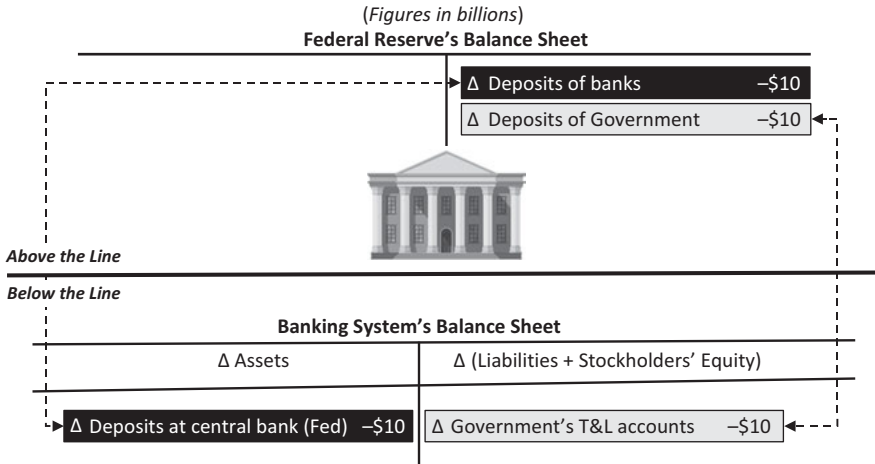 (Figures in billions)
Federal Reserve's Balance Sheet
Δ Deposits of banks –$10
Δ Deposits of Government –$10
Above the Line
Below the Line
Banking System's Balance Sheet
Δ Assets Δ (Liabilities + Stockholders' Equity)
Δ Deposits at central bank (Fed) –$10 Δ Government's T&L accounts –$10